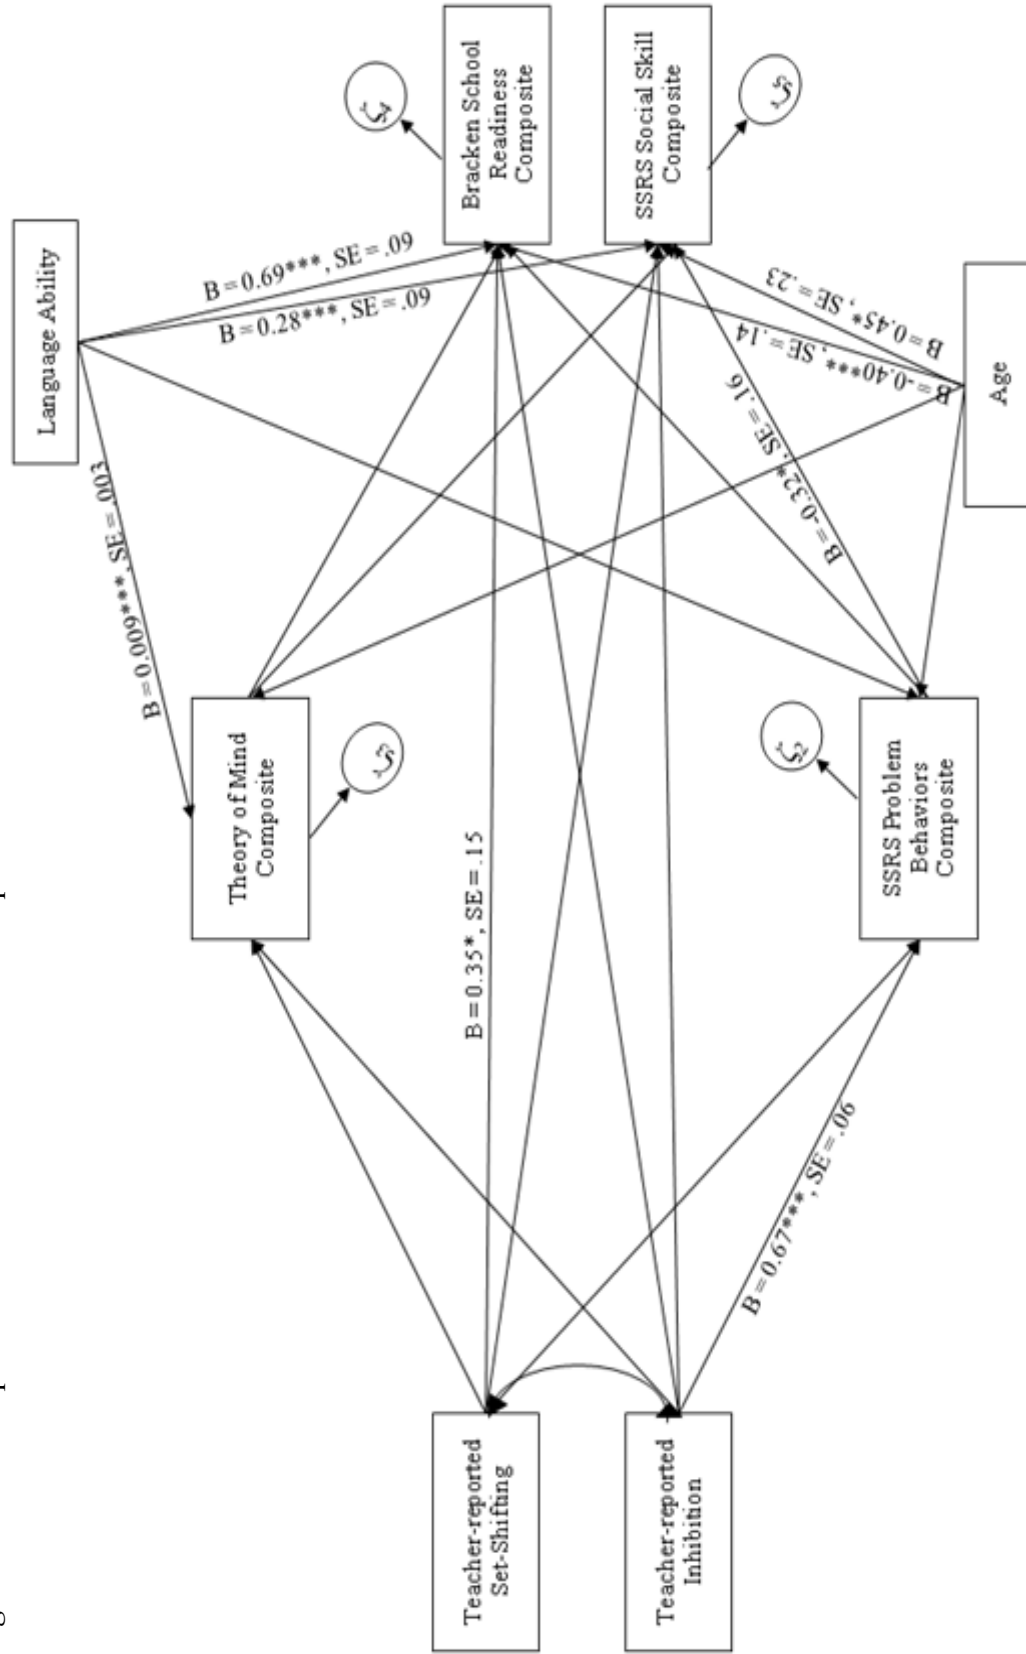 Language Ability
B = 0.009***, SE = .003
B = 0.69***, SE = .09
B = 0.28***, SE = .09
Theory of Mind
Composite
ζ3
Bracken School
Readiness
Composite
ζ4
Teacher-reported
Set-Shifting
B = 0.35*, SE = .15
SSRS Social Skill
Composite
ζ5
Teacher-reported
Inhibition
B = 0.67***, SE = .06
SSRS Problem
Behaviors
Composite
ζ2
B = -0.32*, SE = .16
B = -0.40***, SE = .14
B = 0.45*, SE = .23
Age